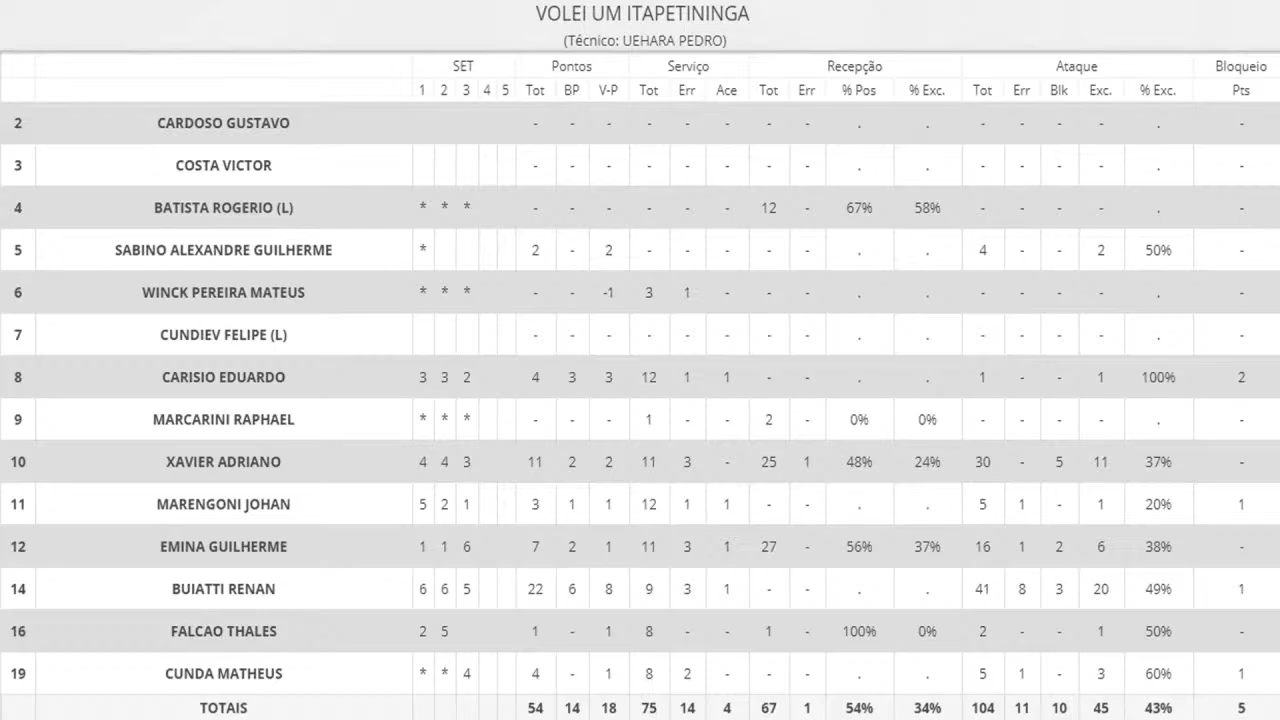 VOLEI UM ITAPETININGA
(Técnico: UEHARA PEDRO)
SET Pontos Serviço Recepção Ataque Bloqueio
1 2 3 4 5 Tot BP V-P Tot Err Ace Tot Err % Pos % Exc. Tot Err Blk Exc. % Exc. Pts
2 CARDOSO GUSTAVO - - - - - - - - . . - - - - . -
3 COSTA VICTOR - - - - - - - - . . - - - - . -
4 BATISTA ROGERIO (L) * * * - - - - - - 12 - 67% 58% - - - - . -
5 SABINO ALEXANDRE GUILHERME * 2 - 2 - - - - - . . 4 - - 2 50% -
6 WINCK PEREIRA MATEUS * * * - - -1 3 1 - - - . . - - - - . -
7 CUNDIEV FELIPE (L) - - - - - - - - . . - - - - . -
8 CARISIO EDUARDO 3 3 2 4 3 3 12 1 1 - - . . 1 - - 1 100% 2
9 MARCARINI RAPHAEL * * * - - - 1 - - 2 - 0% 0% - - - - . -
10 XAVIER ADRIANO 4 4 3 11 2 2 11 3 - 25 1 48% 24% 30 - 5 11 37% -
11 MARENGONI JOHAN 5 2 1 3 1 1 12 1 1 - - . . 5 1 - 1 20% 1
12 EMINA GUILHERME 1 1 6 7 2 1 11 3 1 27 - 56% 37% 16 1 2 6 38% -
14 BUIATTI RENAN 6 6 5 22 6 8 9 3 1 - - . . 41 8 3 20 49% 1
16 FALCAO THALES 2 5 1 - 1 8 - - 1 - 100% 0% 2 - - 1 50% -
19 CUNDA MATHEUS * * 4 4 - 1 8 2 - - - . . 5 1 - 3 60% 1
TOTAIS 54 14 18 75 14 4 67 1 54% 34% 104 11 10 45 43% 5